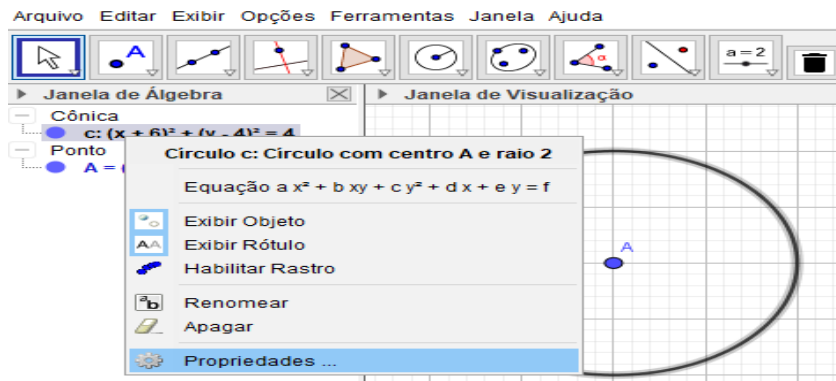 Arquivo Editar Exibir Opções Ferramentas Janela Ajuda
A
α
a = 2
Janela de Álgebra
Janela de Visualização
Cônica
c: (x + 6)² + (y - 4)² = 4
Ponto
A = (
Círculo c: Círculo com centro A e raio 2
Equação a x² + b xy + c y² + d x + e y = f
Exibir Objeto
AA Exibir Rótulo
Habilitar Rastro
ab Renomear
Apagar
Propriedades ...
A